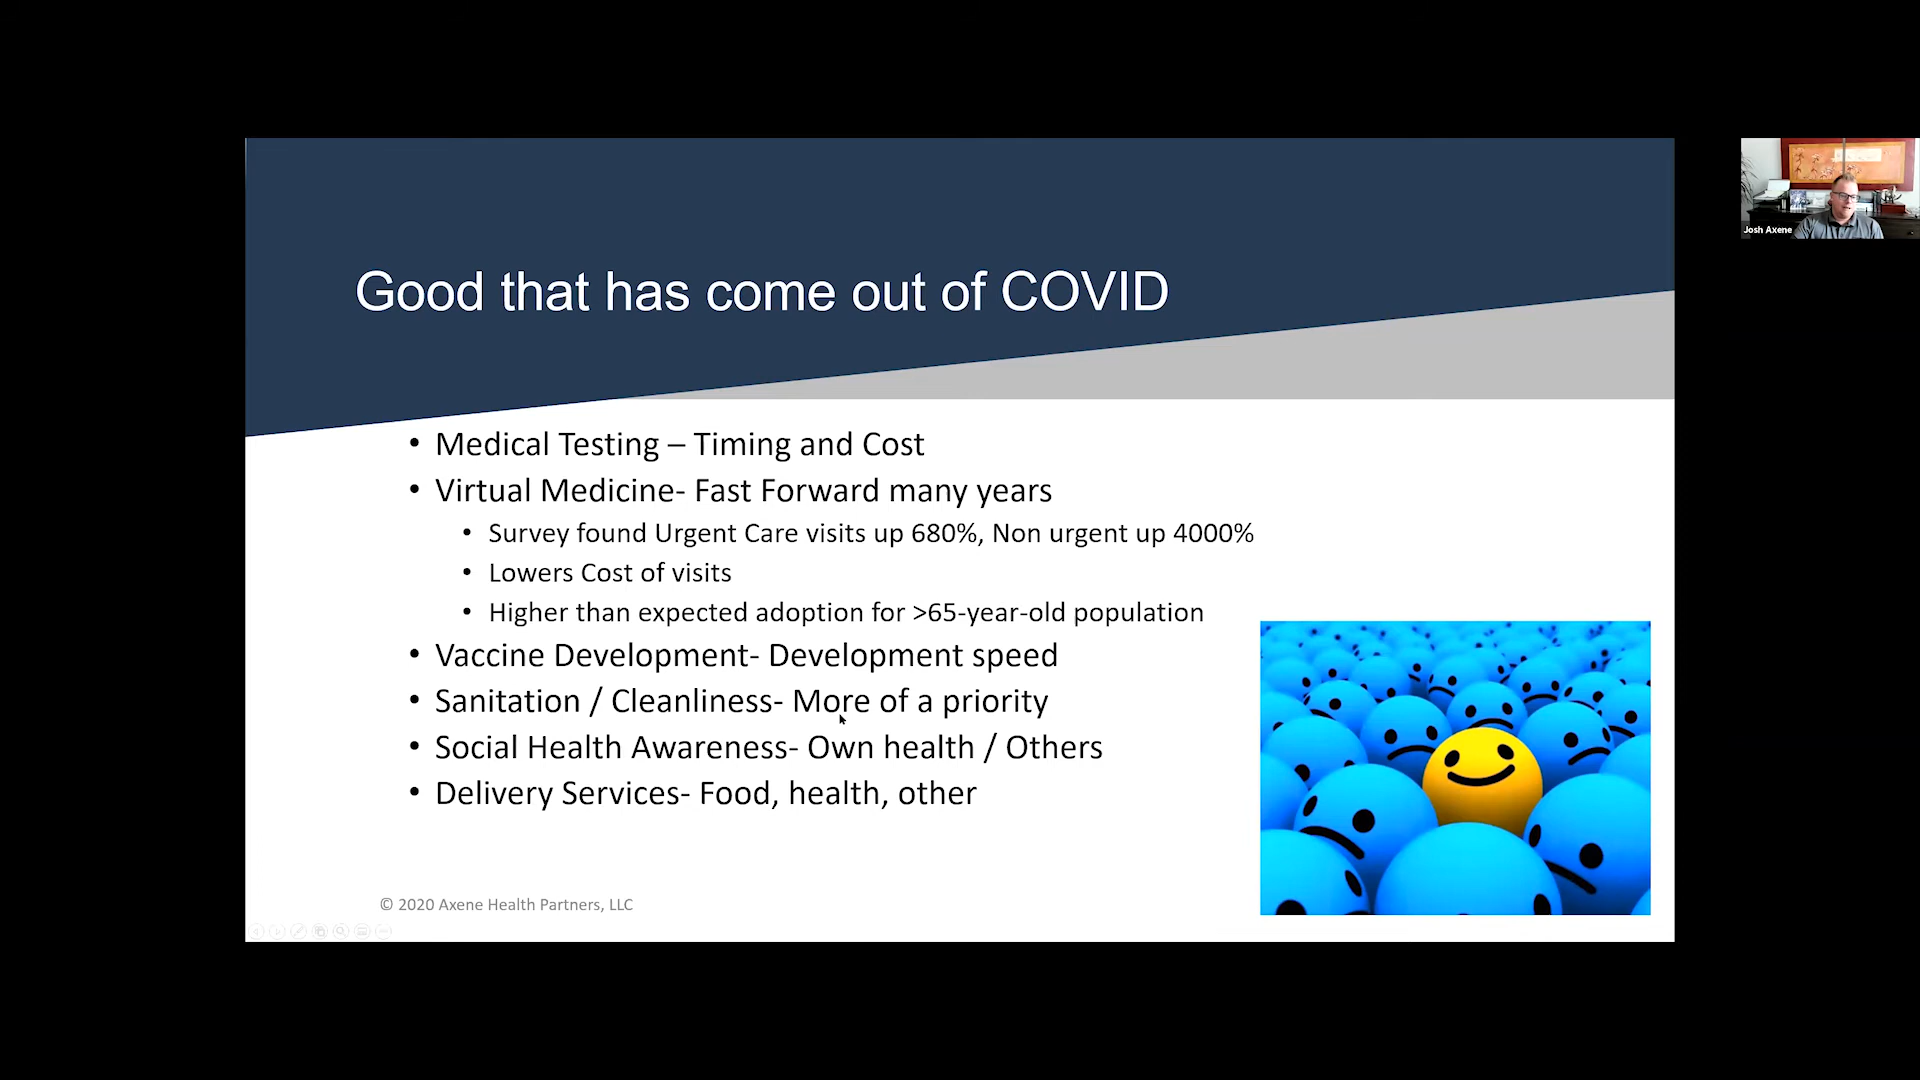 Good that has come out of COVID
Josh Axene
• Medical Testing – Timing and Cost
• Virtual Medicine- Fast Forward many years
• Survey found Urgent Care visits up 680%, Non urgent up 4000%
• Lowers Cost of visits
• Higher than expected adoption for >65-year-old population
• Vaccine Development- Development speed
• Sanitation / Cleanliness- More of a priority
• Social Health Awareness- Own health / Others
• Delivery Services- Food, health, other
© 2020 Axene Health Partners, LLC